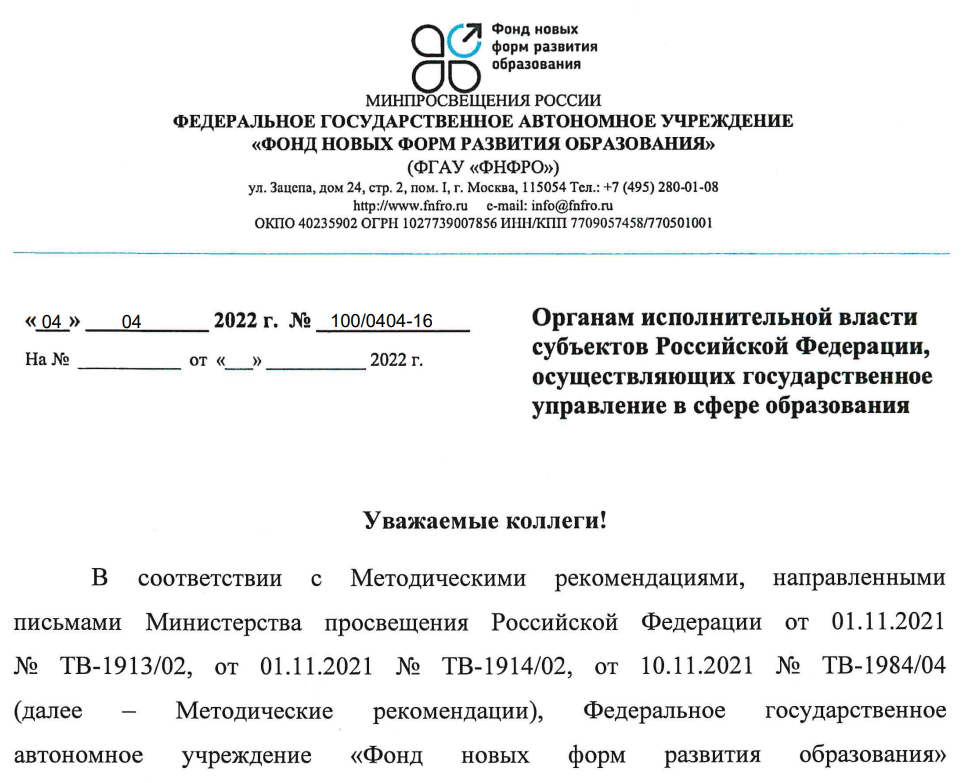 Фонд новых
форм развития
образования
МИНПРОСВЕЩЕНИЯ РОССИИ
ФЕДЕРАЛЬНОЕ ГОСУДАРСТВЕННОЕ АВТОНОМНОЕ УЧРЕЖДЕНИЕ
«ФОНД НОВЫХ ФОРМ РАЗВИТИЯ ОБРАЗОВАНИЯ»
(ФГАУ «ФНФРО»)
ул. Зацепа, дом 24, стр. 2, пом. I, г. Москва, 115054 Тел.: +7 (495) 280-01-08
http://www.fnfro.ru e-mail: info@fnfro.ru
ОКПО 40235902 ОГРН 1027739007856 ИНН/КПП 7709057458/770501001
«04» 04 2022 г. № 100/0404-16
На № ___________ от «___» ___________ 2022 г.
Органам исполнительной власти
субъектов Российской Федерации,
осуществляющих государственное
управление в сфере образования
Уважаемые коллеги!
В соответствии с Методическими рекомендациями, направленными
письмами Министерства просвещения Российской Федерации от 01.11.2021
№ ТВ-1913/02, от 01.11.2021 № ТВ-1914/02, от 10.11.2021 № ТВ-1984/04
(далее – Методические рекомендации), Федеральное государственное
автономное учреждение «Фонд новых форм развития образования»